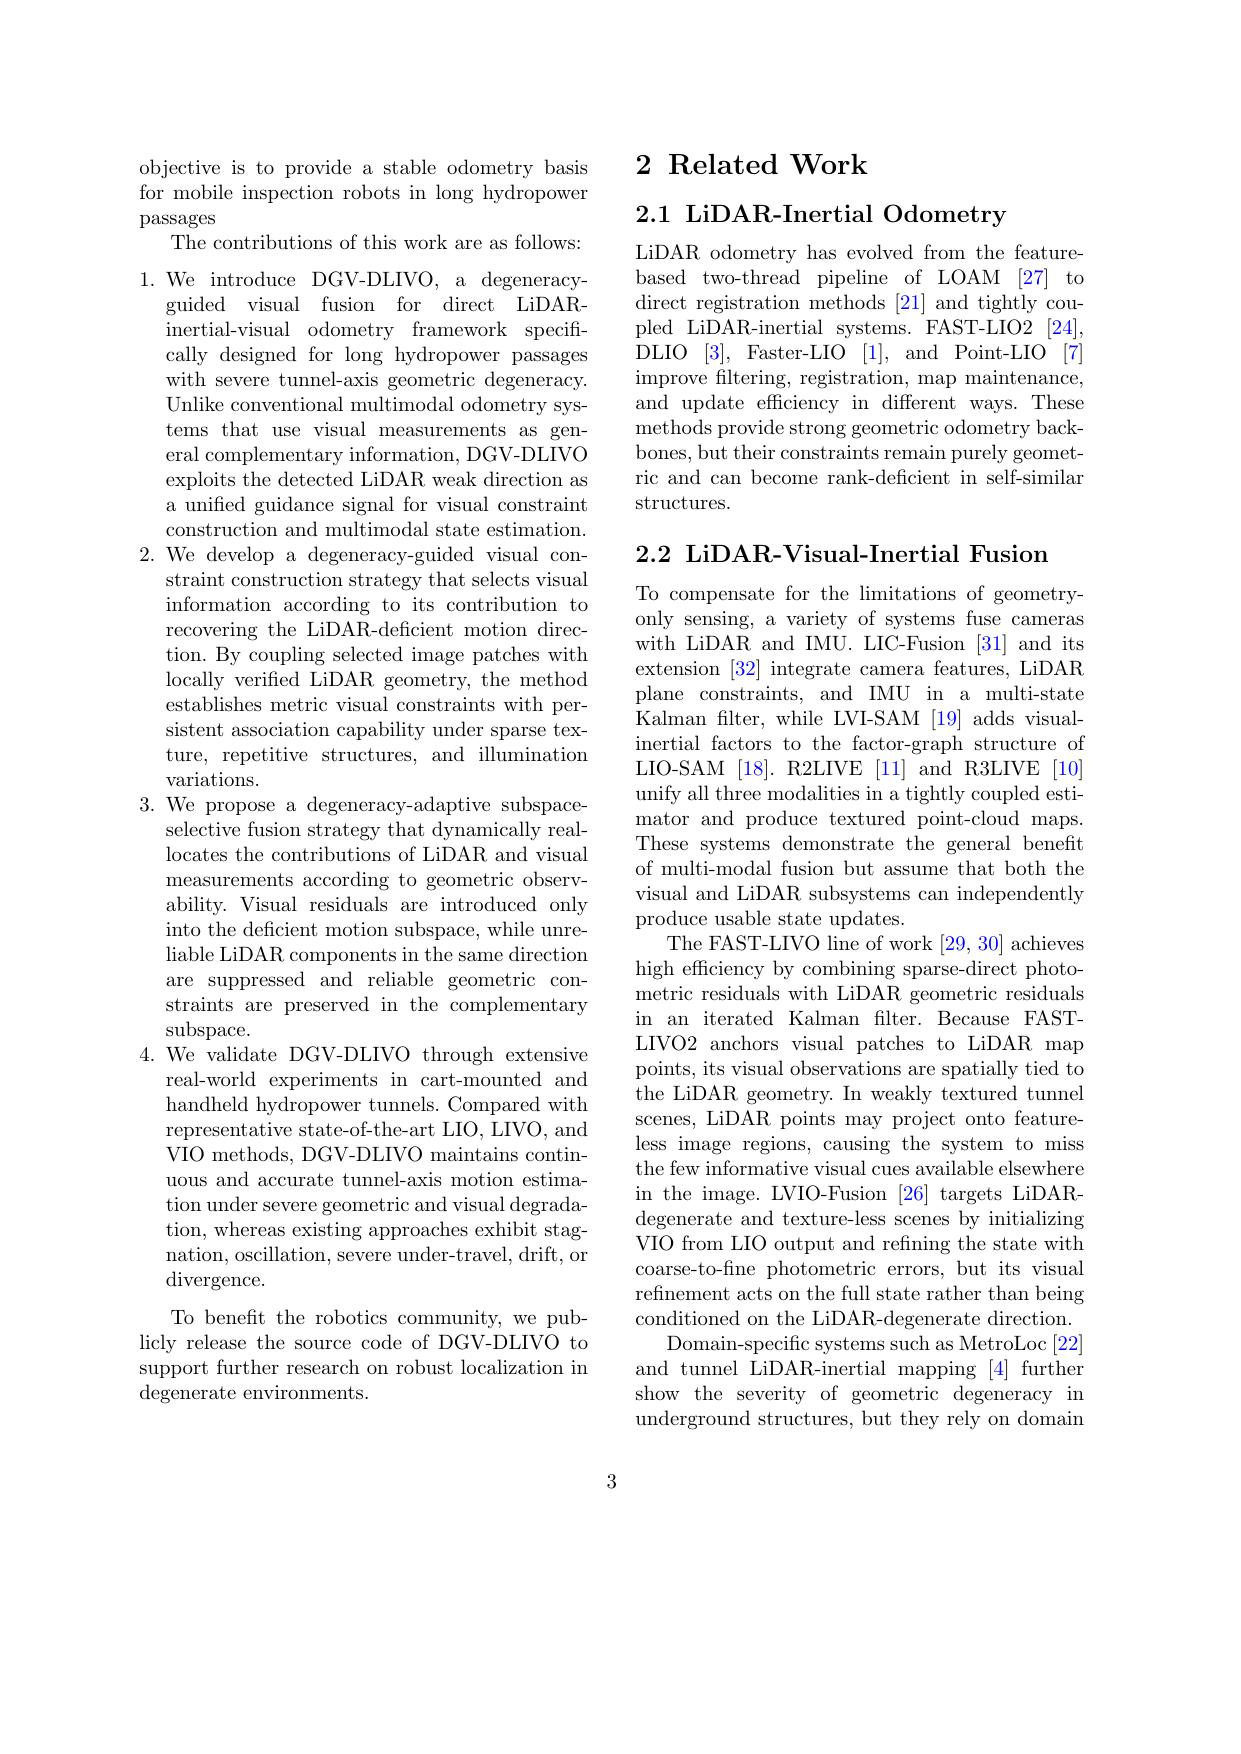 objective is to provide a stable odometry basis
for mobile inspection robots in long hydropower
passages
The contributions of this work are as follows:
1. We introduce DGV-DLIVO, a degeneracy-
guided visual fusion for direct LiDAR-
inertial-visual odometry framework specifi-
cally designed for long hydropower passages
with severe tunnel-axis geometric degeneracy.
Unlike conventional multimodal odometry sys-
tems that use visual measurements as gen-
eral complementary information, DGV-DLIVO
exploits the detected LiDAR weak direction as
a unified guidance signal for visual constraint
construction and multimodal state estimation.
2. We develop a degeneracy-guided visual con-
straint construction strategy that selects visual
information according to its contribution to
recovering the LiDAR-deficient motion direc-
tion. By coupling selected image patches with
locally verified LiDAR geometry, the method
establishes metric visual constraints with per-
sistent association capability under sparse tex-
ture, repetitive structures, and illumination
variations.
3. We propose a degeneracy-adaptive subspace-
selective fusion strategy that dynamically real-
locates the contributions of LiDAR and visual
measurements according to geometric observ-
ability. Visual residuals are introduced only
into the deficient motion subspace, while unre-
liable LiDAR components in the same direction
are suppressed and reliable geometric con-
straints are preserved in the complementary
subspace.
4. We validate DGV-DLIVO through extensive
real-world experiments in cart-mounted and
handheld hydropower tunnels. Compared with
representative state-of-the-art LIO, LIVO, and
VIO methods, DGV-DLIVO maintains contin-
uous and accurate tunnel-axis motion estima-
tion under severe geometric and visual degrada-
tion, whereas existing approaches exhibit stag-
nation, oscillation, severe under-travel, drift, or
divergence.
To benefit the robotics community, we pub-
licly release the source code of DGV-DLIVO to
support further research on robust localization in
degenerate environments.
2 Related Work
2.1 LiDAR-Inertial Odometry
LiDAR odometry has evolved from the feature-
based two-thread pipeline of LOAM [27] to
direct registration methods [21] and tightly cou-
pled LiDAR-inertial systems. FAST-LIO2 [24],
DLIO [3], Faster-LIO [1], and Point-LIO [7]
improve filtering, registration, map maintenance,
and update efficiency in different ways. These
methods provide strong geometric odometry back-
bones, but their constraints remain purely geomet-
ric and can become rank-deficient in self-similar
structures.
2.2 LiDAR-Visual-Inertial Fusion
To compensate for the limitations of geometry-
only sensing, a variety of systems fuse cameras
with LiDAR and IMU. LIC-Fusion [31] and its
extension [32] integrate camera features, LiDAR
plane constraints, and IMU in a multi-state
Kalman filter, while LVI-SAM [19] adds visual-
inertial factors to the factor-graph structure of
LIO-SAM [18]. R2LIVE [11] and R3LIVE [10]
unify all three modalities in a tightly coupled esti-
mator and produce textured point-cloud maps.
These systems demonstrate the general benefit
of multi-modal fusion but assume that both the
visual and LiDAR subsystems can independently
produce usable state updates.
The FAST-LIVO line of work [29, 30] achieves
high efficiency by combining sparse-direct photo-
metric residuals with LiDAR geometric residuals
in an iterated Kalman filter. Because FAST-
LIVO2 anchors visual patches to LiDAR map
points, its visual observations are spatially tied to
the LiDAR geometry. In weakly textured tunnel
scenes, LiDAR points may project onto feature-
less image regions, causing the system to miss
the few informative visual cues available elsewhere
in the image. LVIO-Fusion [26] targets LiDAR-
degenerate and texture-less scenes by initializing
VIO from LIO output and refining the state with
coarse-to-fine photometric errors, but its visual
refinement acts on the full state rather than being
conditioned on the LiDAR-degenerate direction.
Domain-specific systems such as MetroLoc [22]
and tunnel LiDAR-inertial mapping [4] further
show the severity of geometric degeneracy in
underground structures, but they rely on domain
3